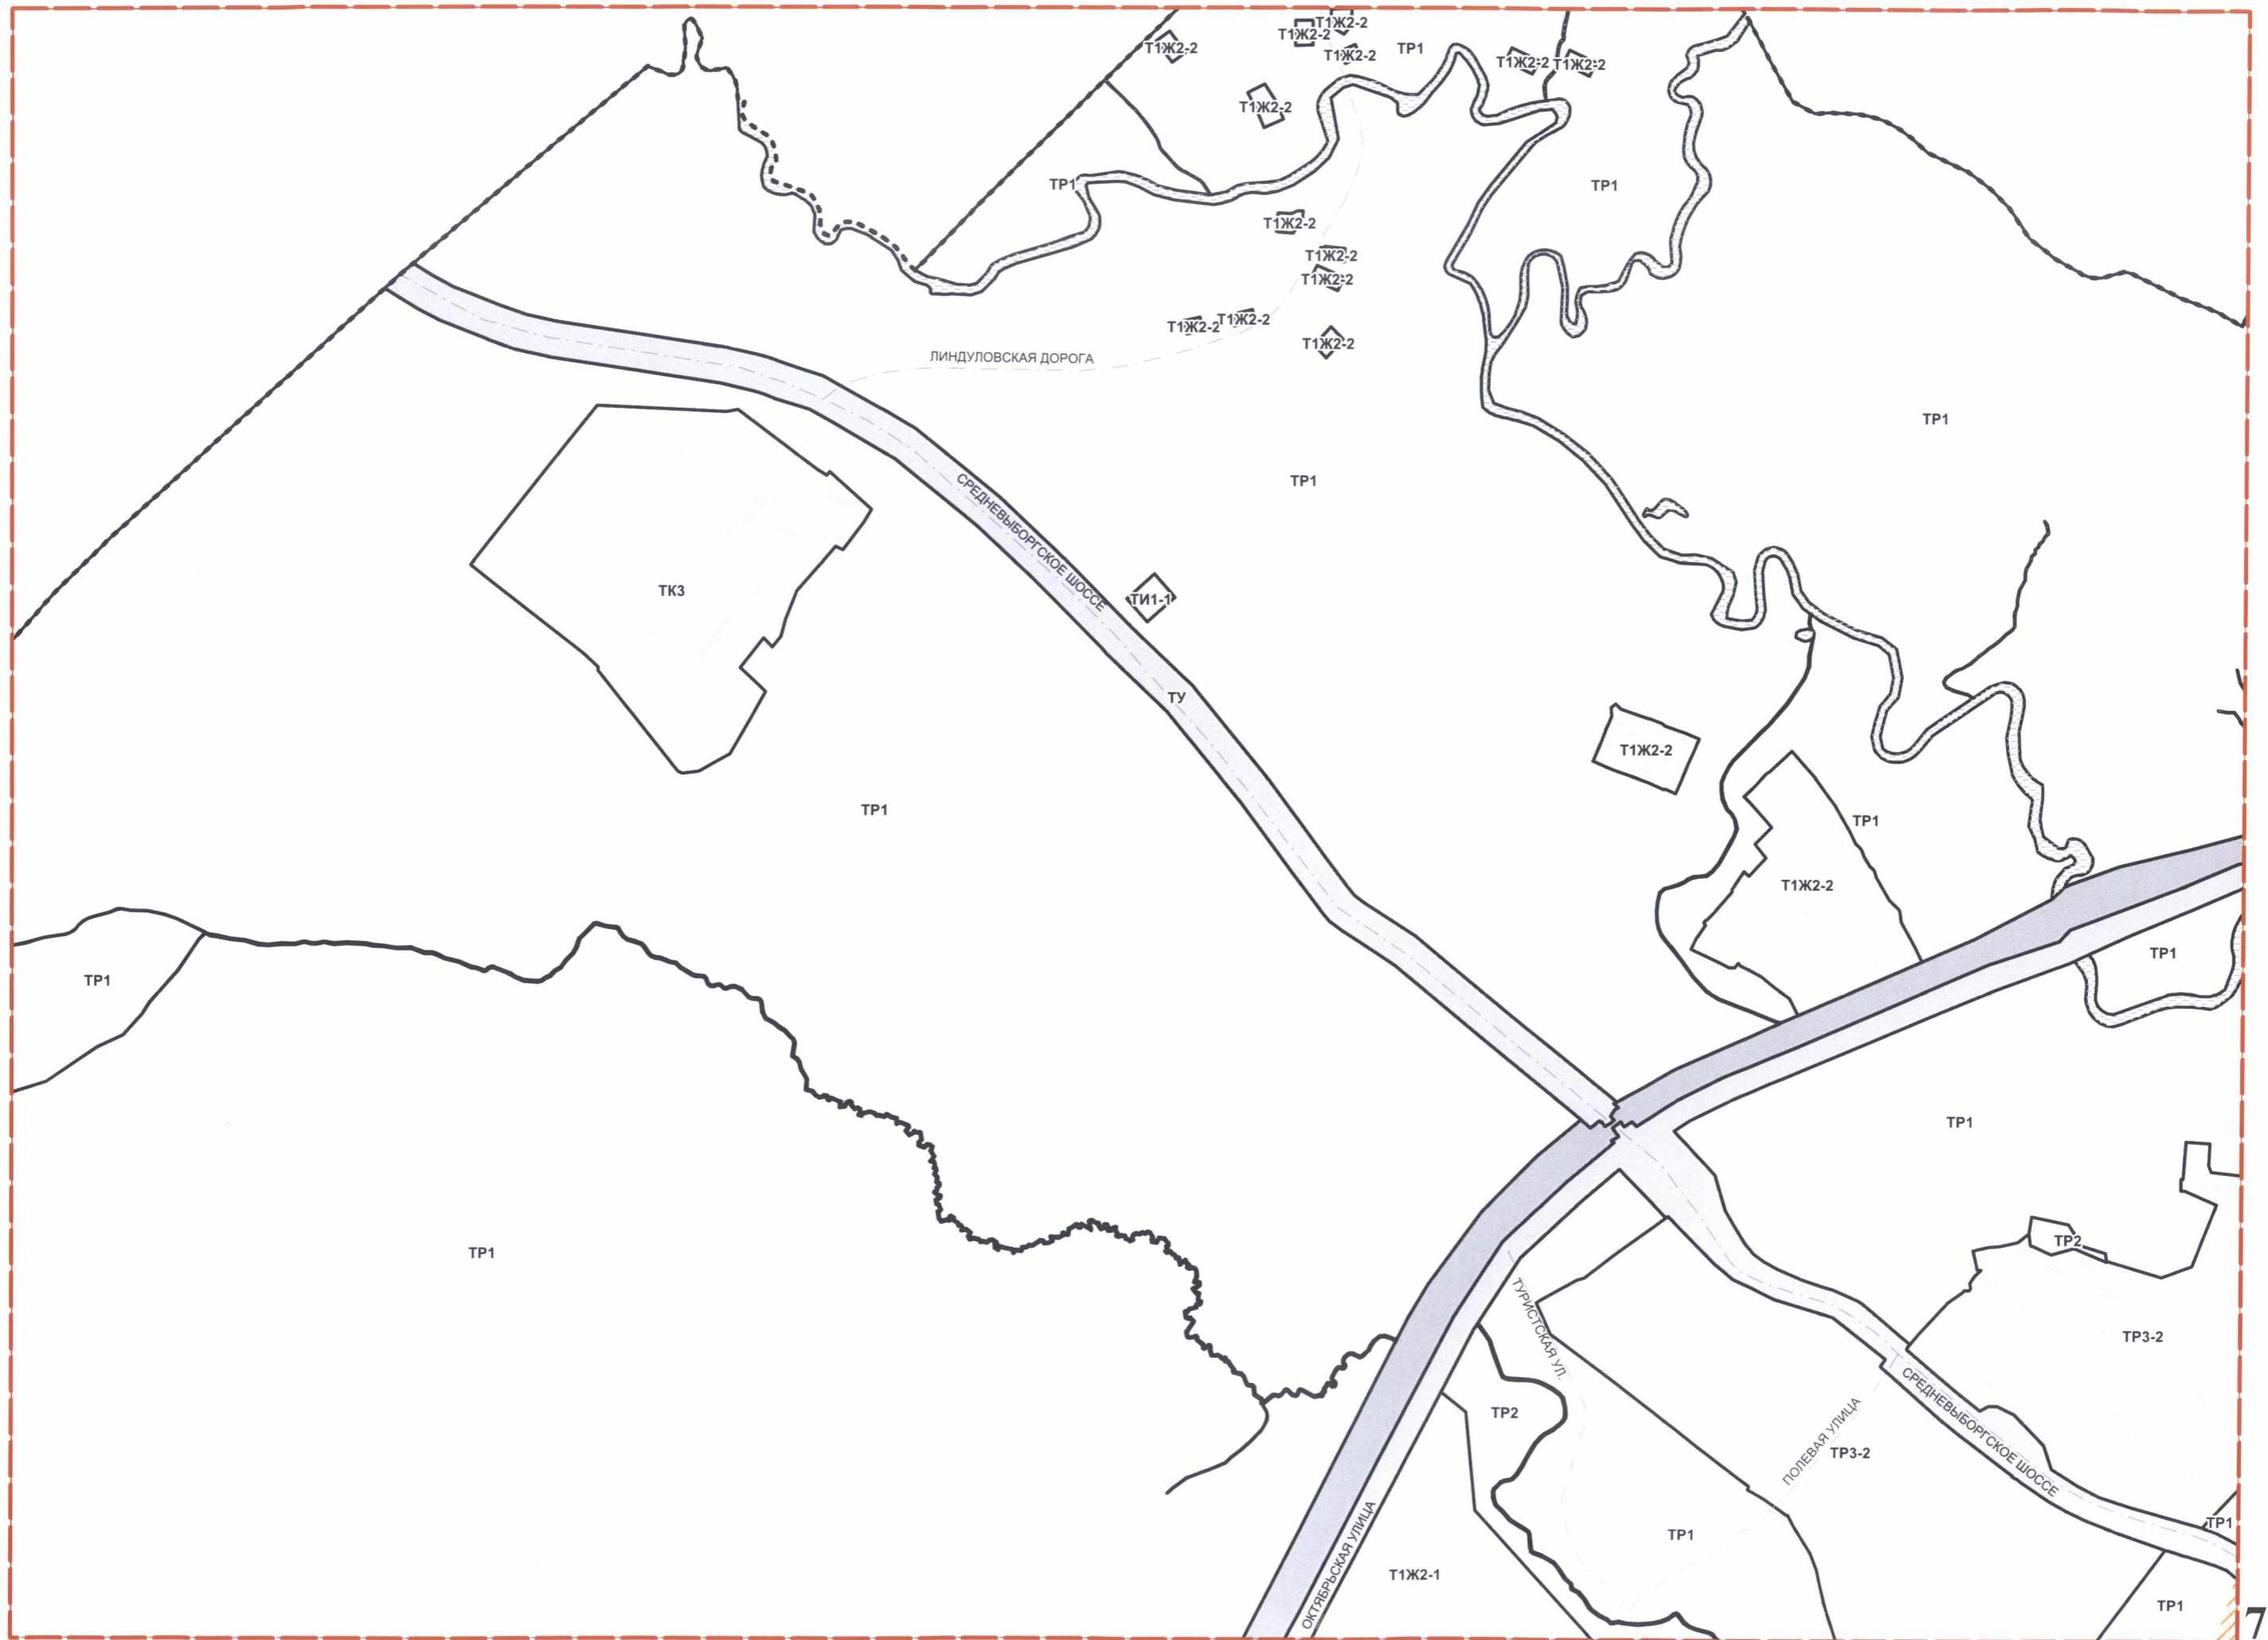 Т1Ж2-2
Т1Ж2-2
Т1Ж2-2
Т1Ж2-2
ТР1
Т1Ж2-2
Т1Ж2-2
Т1Ж2-2
ТР1
ТР1
Т1Ж2-2
Т1Ж2-2
Т1Ж2-2
Т1Ж2-2
Т1Ж2-2
Т1Ж2-2
ЛИНДУЛОВСКАЯ ДОРОГА
ТР1
ТР1
СРЕДНЕВЫБОРГСКОЕ ШОССЕ
ТК3
ТИ1-1
ТУ
Т1Ж2-2
ТР1
ТР1
Т1Ж2-2
ТР1
ТР1
ТР1
ТР1
ТР2
ТУРИСТСКАЯ УЛ.
ТР3-2
СРЕДНЕВЫБОРГСКОЕ ШОССЕ
ТР2
ПОЛЕВАЯ УЛИЦА
ТР3-2
ТР1
ТР1
ОКТЯБРЬСКАЯ УЛИЦА
Т1Ж2-1
ТР1
7